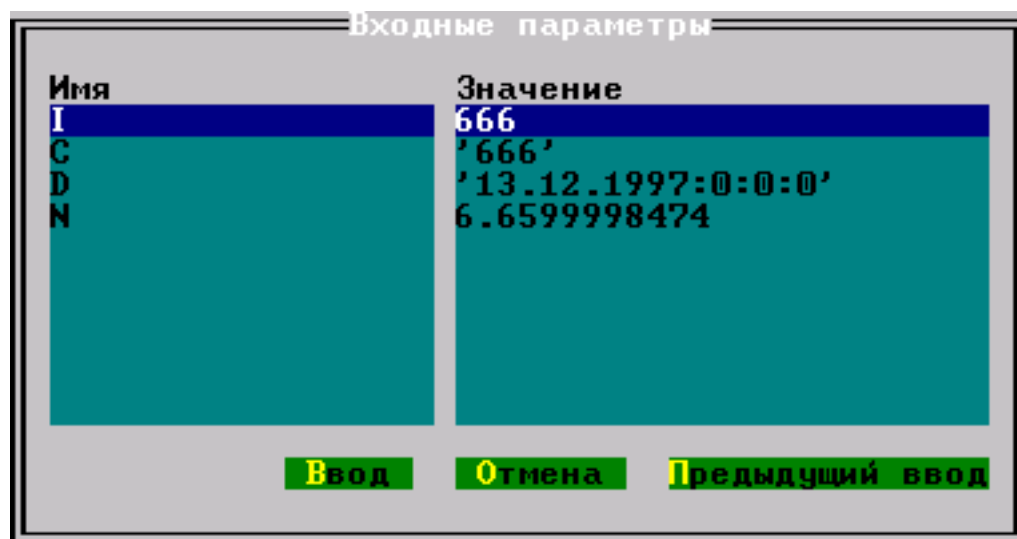 Входные параметры
Имя Значение
I 666
C '666'
D '13.12.1997:0:0:0'
N 6.6599998474
Ввод Отмена Предыдущий ввод